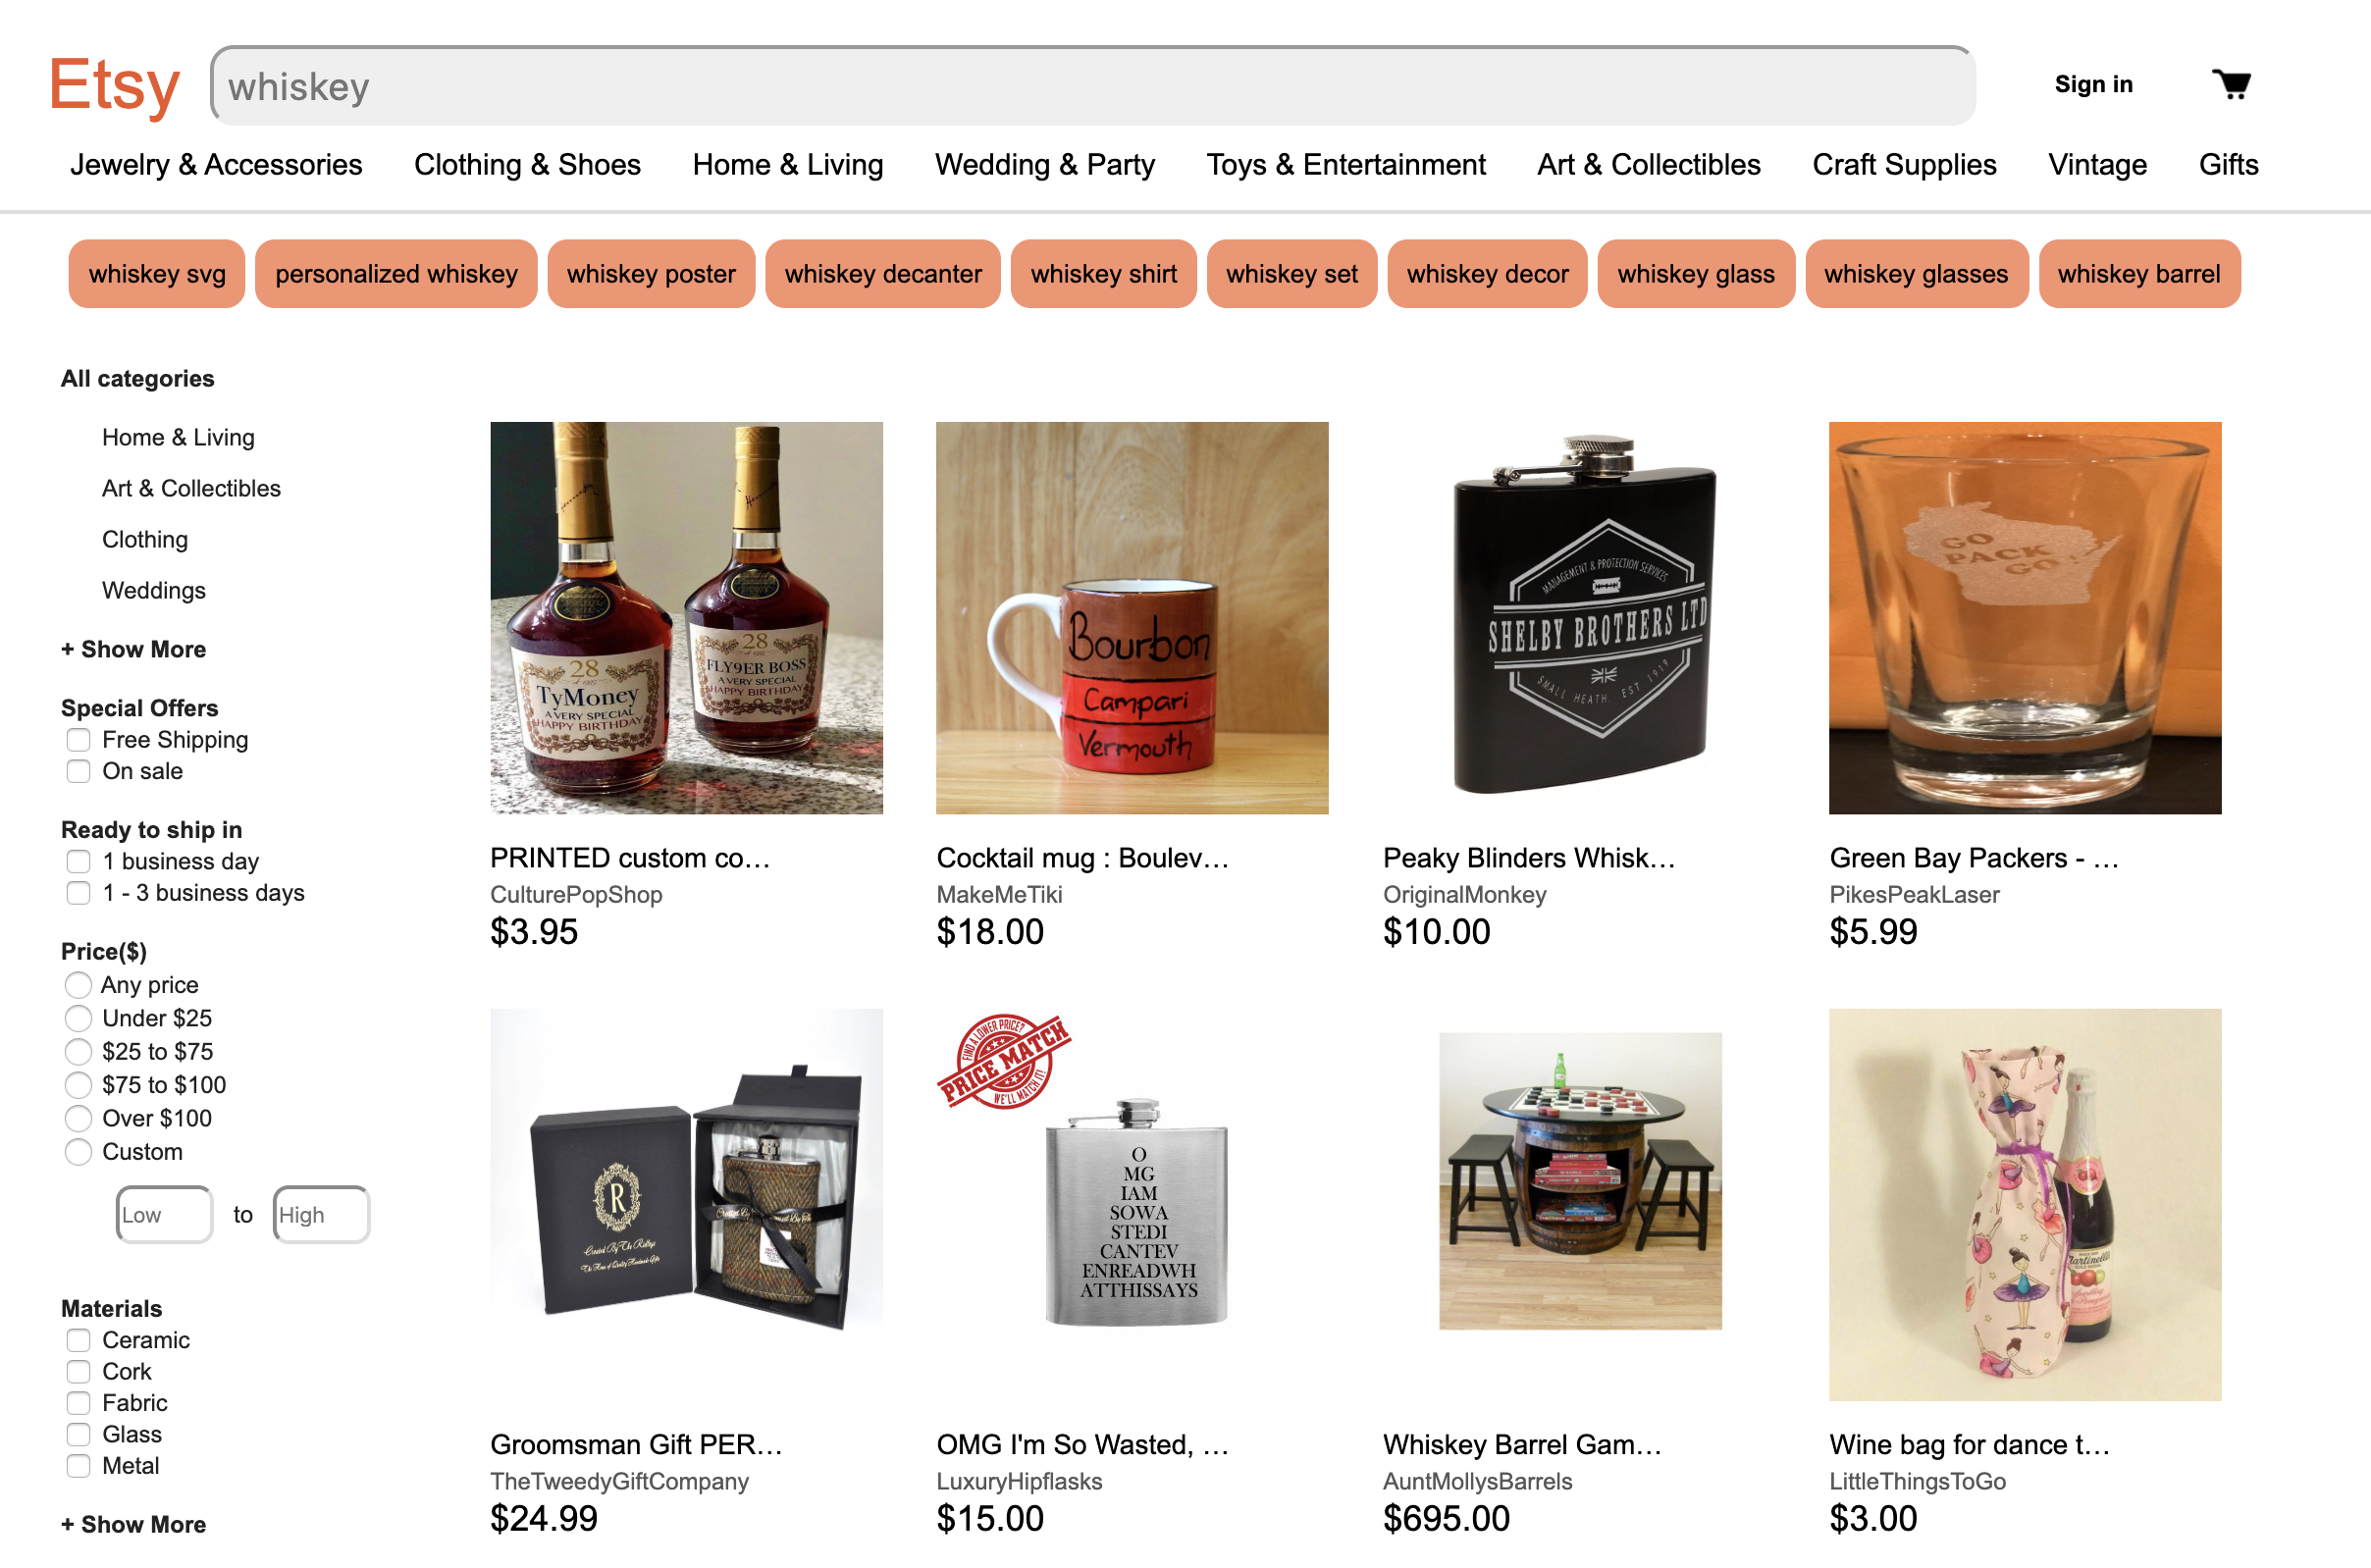 Etsy
whiskey
Sign in
Jewelry & Accessories
Clothing & Shoes
Home & Living
Wedding & Party
Toys & Entertainment
Art & Collectibles
Craft Supplies
Vintage
Gifts
whiskey svg
personalized whiskey
whiskey poster
whiskey decanter
whiskey shirt
whiskey set
whiskey decor
whiskey glass
whiskey glasses
whiskey barrel
All categories
Home & Living
Art & Collectibles
Clothing
Weddings
+ Show More
Special Offers
Free Shipping
On sale
Ready to ship in
1 business day
1 - 3 business days
Price($)
Any price
Under $25
$25 to $75
$75 to $100
Over $100
Custom
Low to High
Materials
Ceramic
Cork
Fabric
Glass
Metal
+ Show More
28
TyMoney
A VERY SPECIAL
HAPPY BIRTHDAY
28
FLY9ER BOSS
A VERY SPECIAL
HAPPY BIRTHDAY
PRINTED custom co…
CulturePopShop
$3.95
Bourbon
Campari
Vermouth
Cocktail mug : Boulev…
MakeMeTiki
$18.00
MANAGEMENT & PROTECTION SERVICES
SHELBY BROTHERS LTD
SMALL HEATH. EST 1919
Peaky Blinders Whisk…
OriginalMonkey
$10.00
GO
PACK
GO!
Green Bay Packers - …
PikesPeakLaser
$5.99
R
Groomsman Gift PER…
TheTweedyGiftCompany
$24.99
FIND A LOWER PRICE?
PRICE MATCH
WE'LL MATCH IT!
O
MG
IAM
SOWA
STEDI
CANTEV
ENREADWH
ATTHISSAYS
OMG I'm So Wasted, …
LuxuryHipflasks
$15.00
Whiskey Barrel Gam…
AuntMollysBarrels
$695.00
Wine bag for dance t…
LittleThingsToGo
$3.00